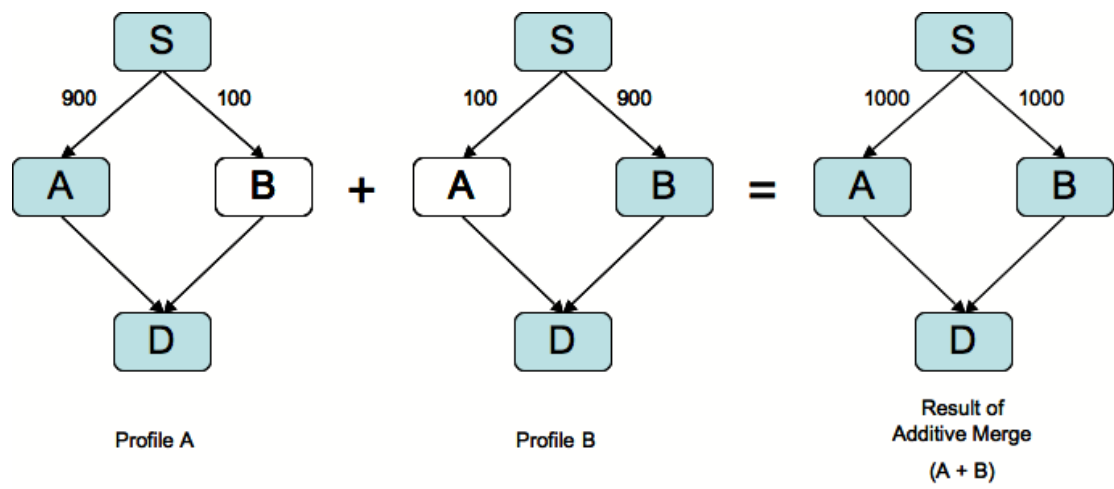 S
900
100
A
B
D
Profile A
+
S
100
900
A
B
D
Profile B
=
S
1000
1000
A
B
D
Result of
Additive Merge
(A + B)